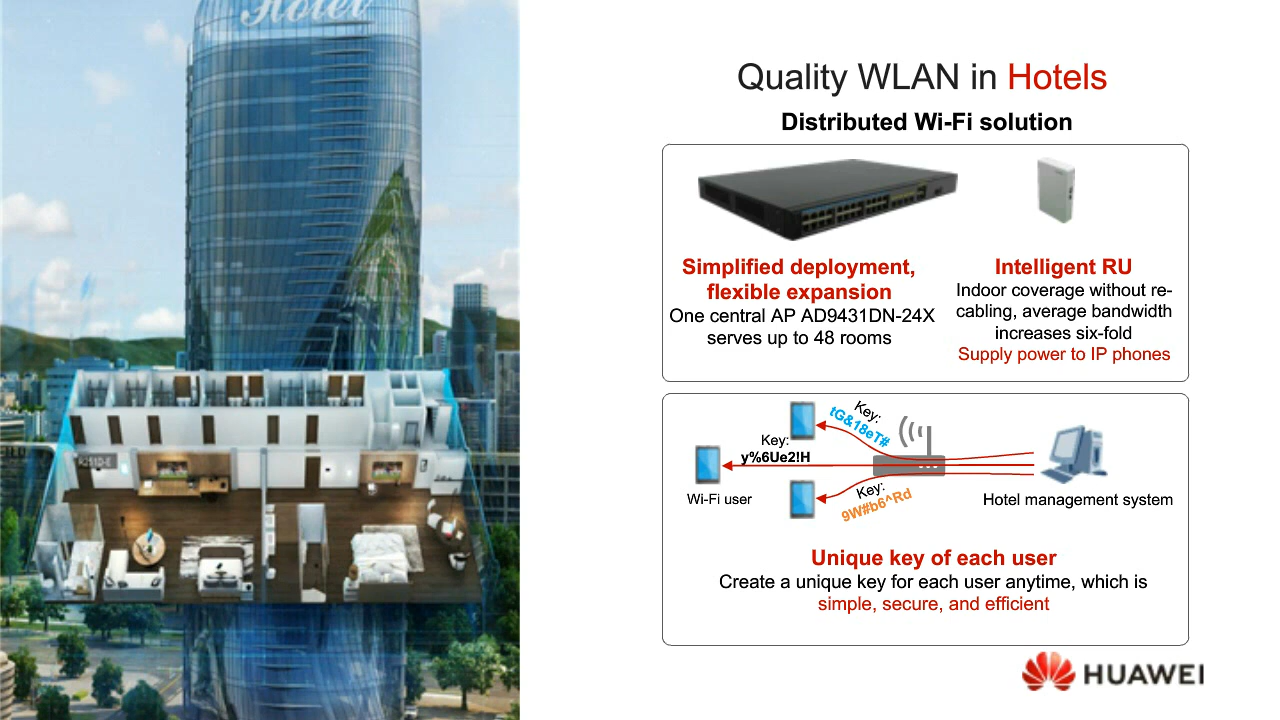 Hotel
Quality WLAN in Hotels
Distributed Wi-Fi solution
Simplified deployment,
flexible expansion
One central AP AD9431DN-24X
serves up to 48 rooms
Intelligent RU
Indoor coverage without re-
cabling, average bandwidth
increases six-fold
Supply power to IP phones
Key:
tG&18eT#
Key:
y%6Ue2!H
Key:
9W#b6^Rd
Wi-Fi user
Hotel management system
Unique key of each user
Create a unique key for each user anytime, which is
simple, secure, and efficient
HUAWEI